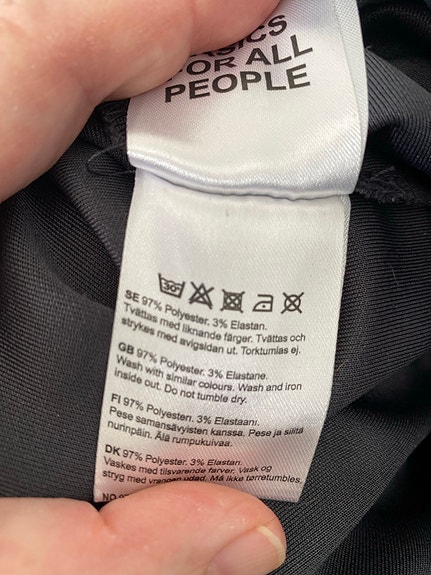 FOR ALL
PEOPLE
30°
SE 97% Polyester. 3% Elastan.
Tvättas med liknande färger. Tvättas och
strykes med avigsidan ut. Torktumlas ej.
GB 97% Polyester. 3% Elastane.
Wash with similar colours. Wash and iron
inside out. Do not tumble dry.
FI 97% Polyesteri. 3% Elastaani.
Pese samansävyisten kanssa. Pese ja silitä
nurinpäin. Älä rumpukuivaa.
DK 97% Polyester. 3% Elastan.
Vaskes med tilsvarende farver. Vask og
stryg med vrangen udad. Må ikke tørretumbles.